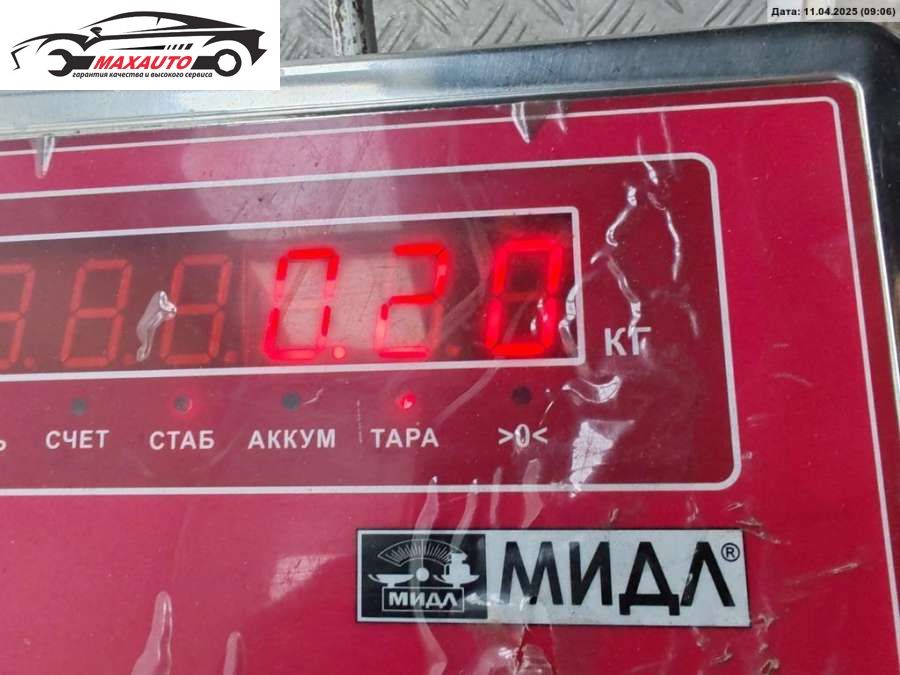 Дата: 11.04.2025 (09:06)
MAXAUTO
гарантия качества и высокого сервиса
0.20
КГ
СЧЕТ СТАБ АККУМ ТАРА >0<
МИДЛ МИДЛ®